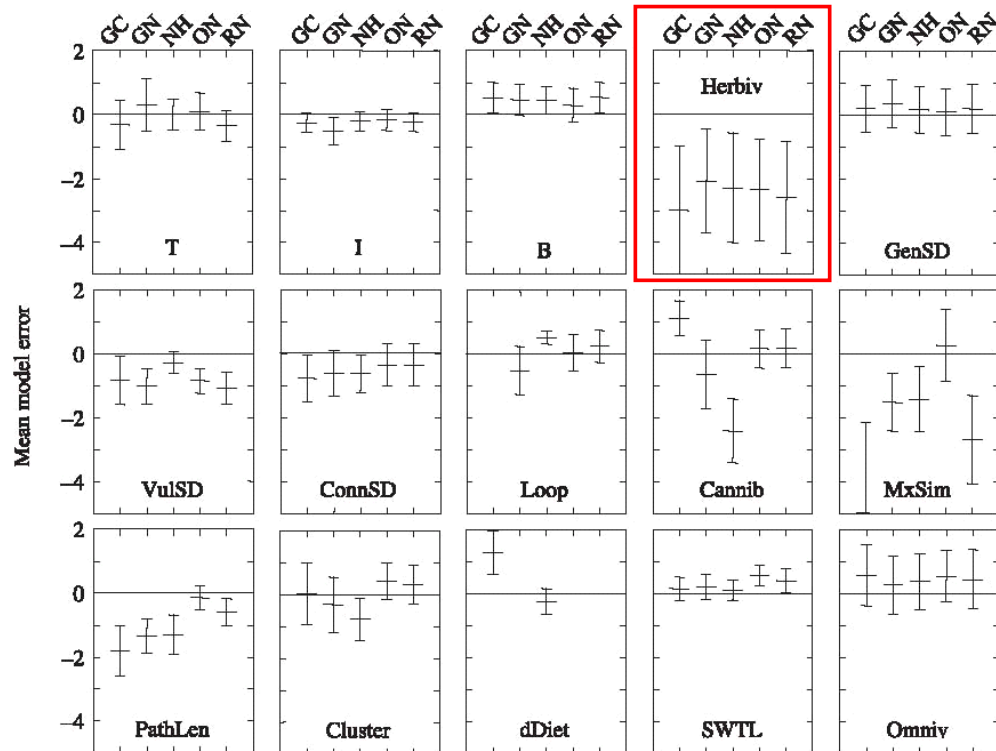 GC GN NH ON RN GC GN NH ON RN GC GN NH ON RN GC GN NH ON RN GC GN NH ON RN
2
0
−2
−4
T I B Herbiv GenSD
2
0
−2
−4
VulSD ConnSD Loop Cannib MxSim
2
0
−2
−4
PathLen Cluster dDiet SWTL Omniv
Mean model error